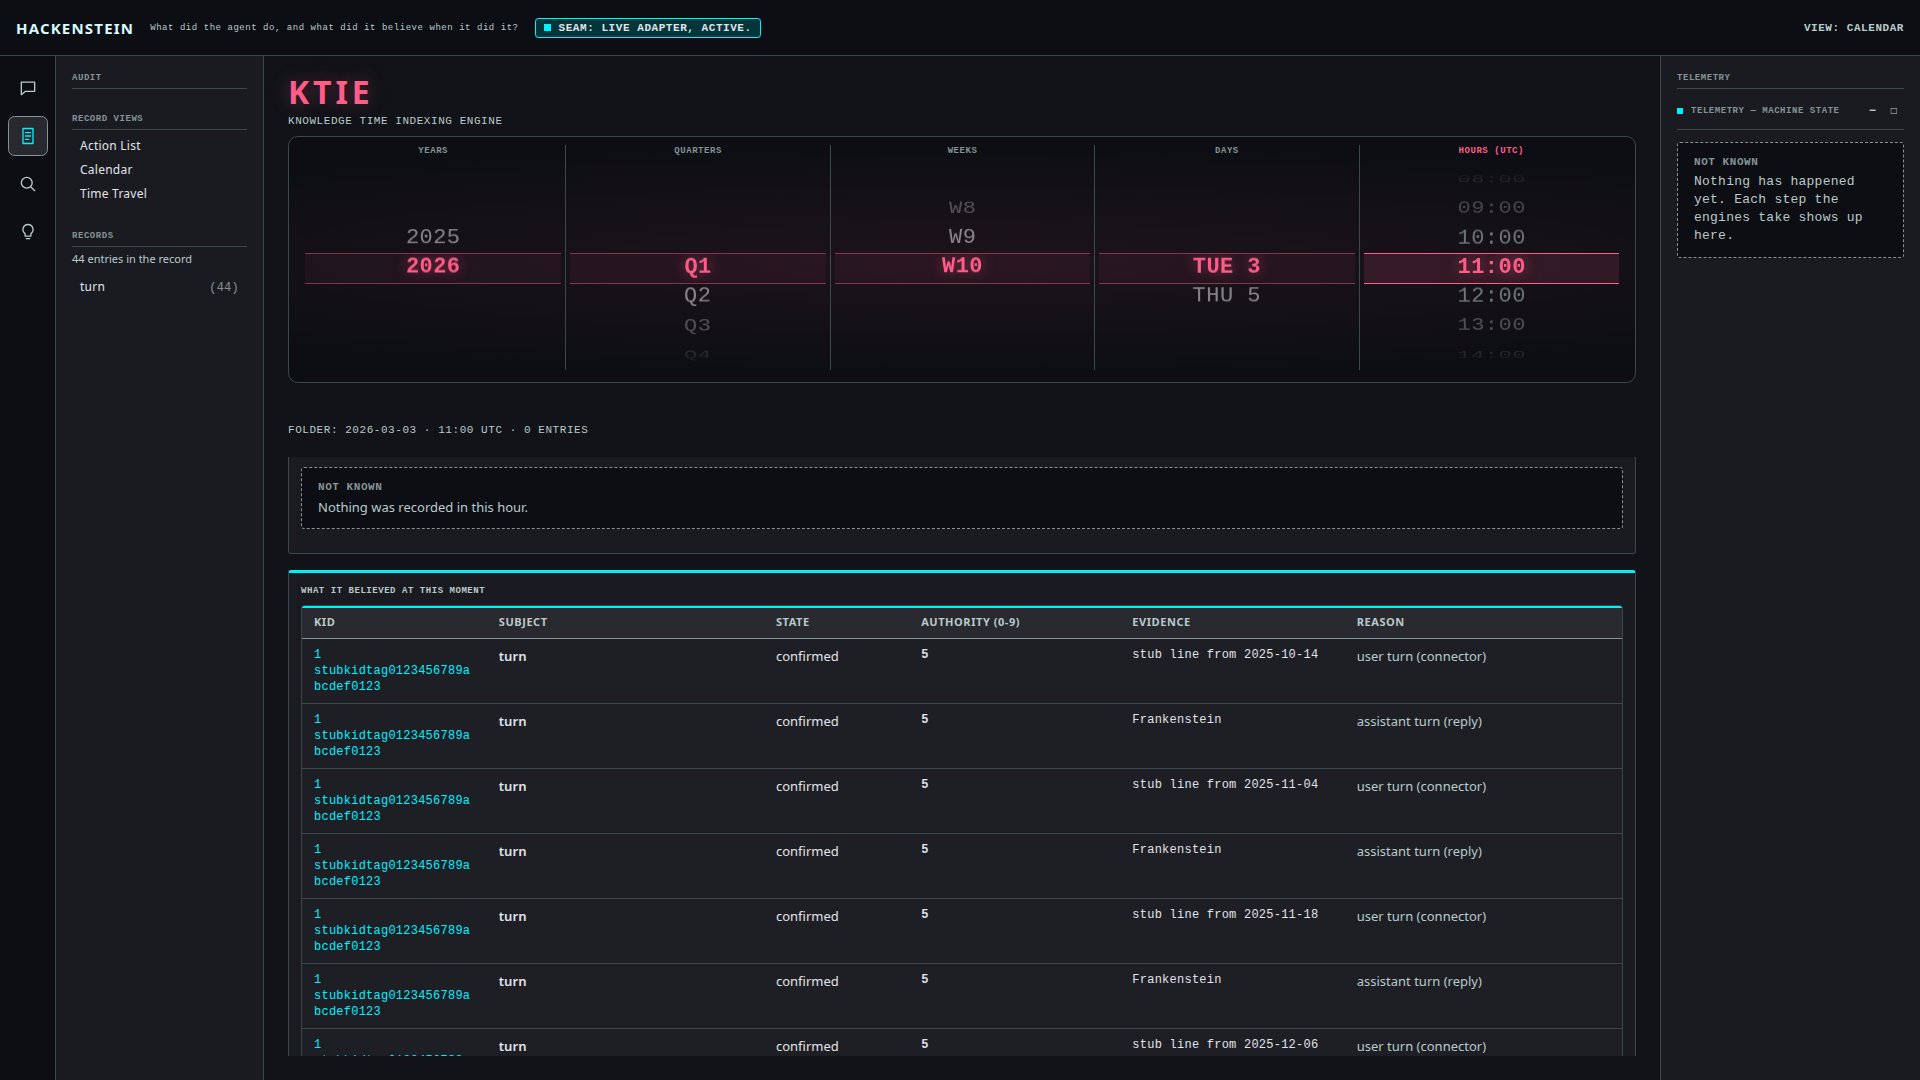 HACKENSTEIN
What did the agent do, and what did it believe when it did it?
SEAM: LIVE ADAPTER, ACTIVE.
VIEW: CALENDAR
AUDIT
RECORD VIEWS
Action List
Calendar
Time Travel
RECORDS
44 entries in the record
turn (44)
KTIE
KNOWLEDGE TIME INDEXING ENGINE
YEARS QUARTERS WEEKS DAYS HOURS (UTC)
08:00
W8 09:00
2025 W9 10:00
2026 Q1 W10 TUE 3 11:00
Q2 THU 5 12:00
Q3 13:00
Q4 14:00
FOLDER: 2026-03-03 · 11:00 UTC · 0 ENTRIES
NOT KNOWN
Nothing was recorded in this hour.
WHAT IT BELIEVED AT THIS MOMENT
KID SUBJECT STATE AUTHORITY (0-9) EVIDENCE REASON
1 turn confirmed 5 stub line from 2025-10-14 user turn (connector)
stubkidtag0123456789a
bcdef0123
1 turn confirmed 5 Frankenstein assistant turn (reply)
stubkidtag0123456789a
bcdef0123
1 turn confirmed 5 stub line from 2025-11-04 user turn (connector)
stubkidtag0123456789a
bcdef0123
1 turn confirmed 5 Frankenstein assistant turn (reply)
stubkidtag0123456789a
bcdef0123
1 turn confirmed 5 stub line from 2025-11-18 user turn (connector)
stubkidtag0123456789a
bcdef0123
1 turn confirmed 5 Frankenstein assistant turn (reply)
stubkidtag0123456789a
bcdef0123
1 turn confirmed 5 stub line from 2025-12-06 user turn (connector)
TELEMETRY
TELEMETRY — MACHINE STATE
NOT KNOWN
Nothing has happened
yet. Each step the
engines take shows up
here.